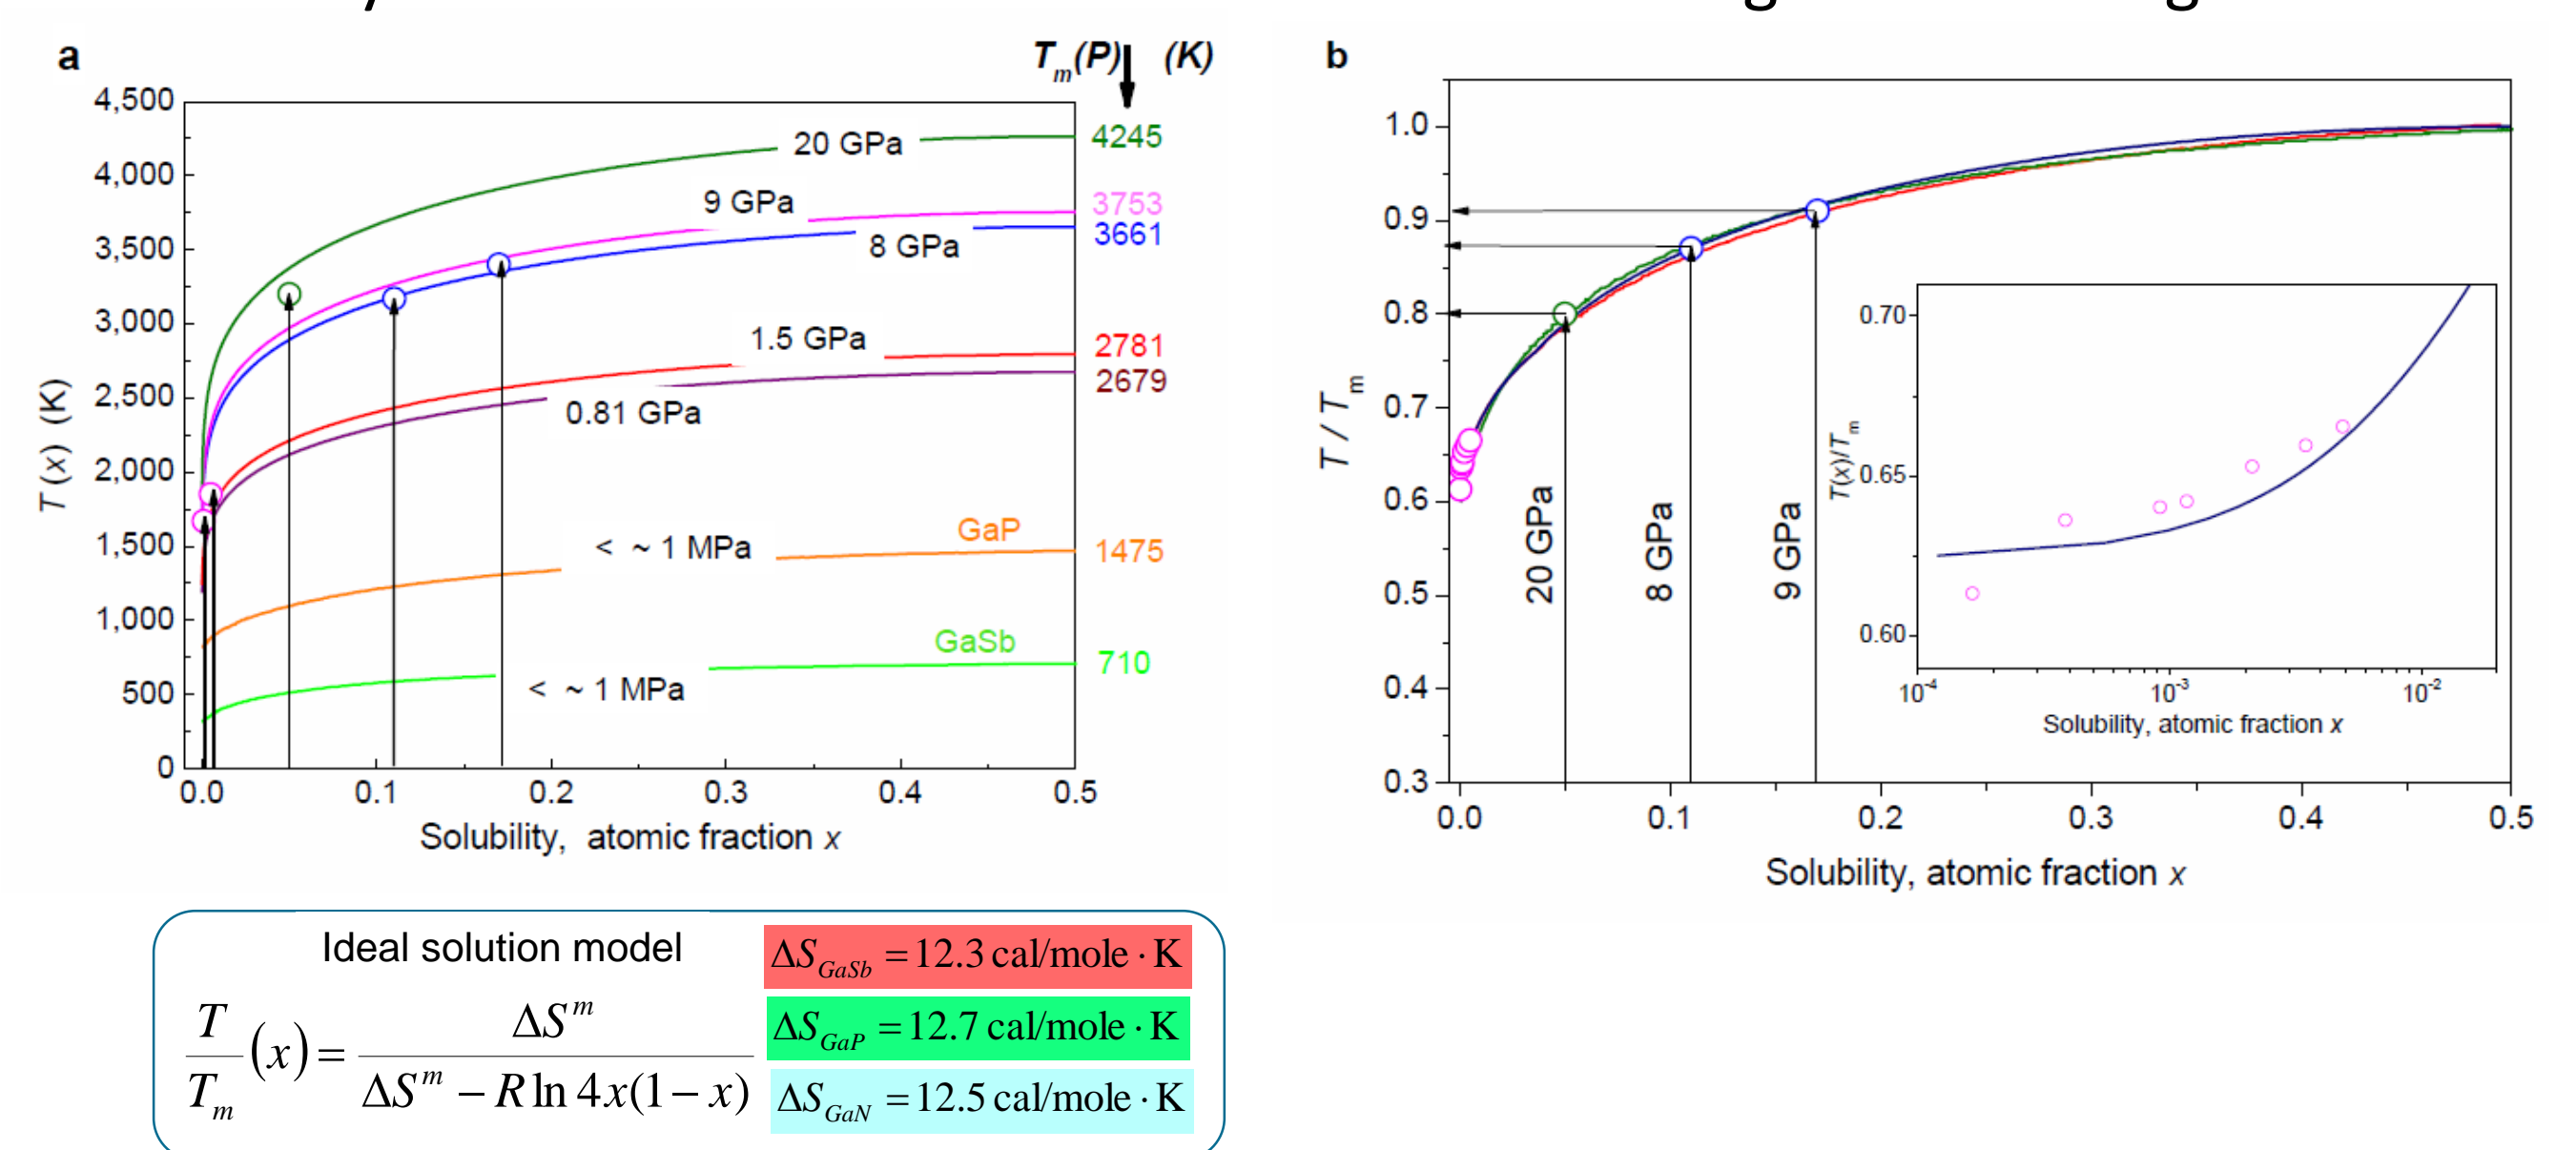 a
T_m(P) (K)
4,500
4,000
3,500
3,000
2,500
2,000
1,500
1,000
500
0
T (x) (K)
20 GPa
4245
9 GPa
3753
8 GPa
3661
1.5 GPa
2781
0.81 GPa
2679
< ~ 1 MPa
GaP
1475
GaSb
< ~ 1 MPa
710
0.0 0.1 0.2 0.3 0.4 0.5
Solubility, atomic fraction x
b
1.0
0.9
0.8
0.7
0.6
0.5
0.4
0.3
T / T_m
20 GPa
8 GPa
9 GPa
0.0 0.1 0.2 0.3 0.4 0.5
Solubility, atomic fraction x
T(x)/T_m
0.70
0.65
0.60
10^-4 10^-3 10^-2
Solubility, atomic fraction x
Ideal solution model
T/T_m (x) = ΔS^m / (ΔS^m − R ln 4x(1 − x))
ΔS_GaSb = 12.3 cal/mole · K
ΔS_GaP = 12.7 cal/mole · K
ΔS_GaN = 12.5 cal/mole · K